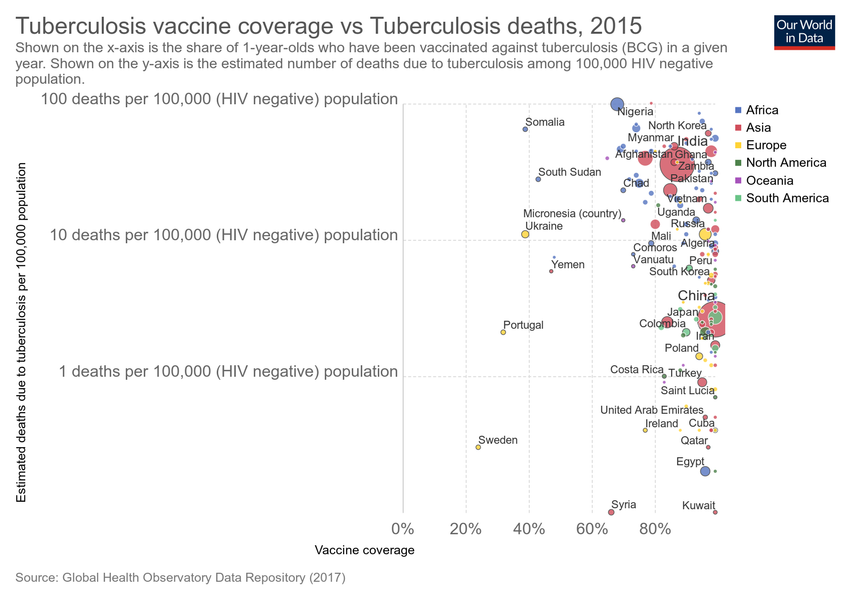 Tuberculosis vaccine coverage vs Tuberculosis deaths, 2015
Our World
in Data
Shown on the x-axis is the share of 1-year-olds who have been vaccinated against tuberculosis (BCG) in a given
year. Shown on the y-axis is the estimated number of deaths due to tuberculosis among 100,000 HIV negative
population.
100 deaths per 100,000 (HIV negative) population
Nigeria
Somalia
North Korea
Myanmar
India
Afghanistan
Ghana
Zambia
South Sudan
Chad
Pakistan
Vietnam
Micronesia (country)
Uganda
Ukraine
Russia
10 deaths per 100,000 (HIV negative) population
Mali
Algeria
Comoros
Yemen
Vanuatu
Peru
South Korea
China
Japan
Portugal
Colombia
Iran
Poland
1 deaths per 100,000 (HIV negative) population
Costa Rica
Turkey
Saint Lucia
United Arab Emirates
Ireland
Cuba
Sweden
Qatar
Egypt
Syria
Kuwait
Africa
Asia
Europe
North America
Oceania
South America
Estimated deaths due to tuberculosis per 100,000 population
0%
20%
40%
60%
80%
Vaccine coverage
Source: Global Health Observatory Data Repository (2017)